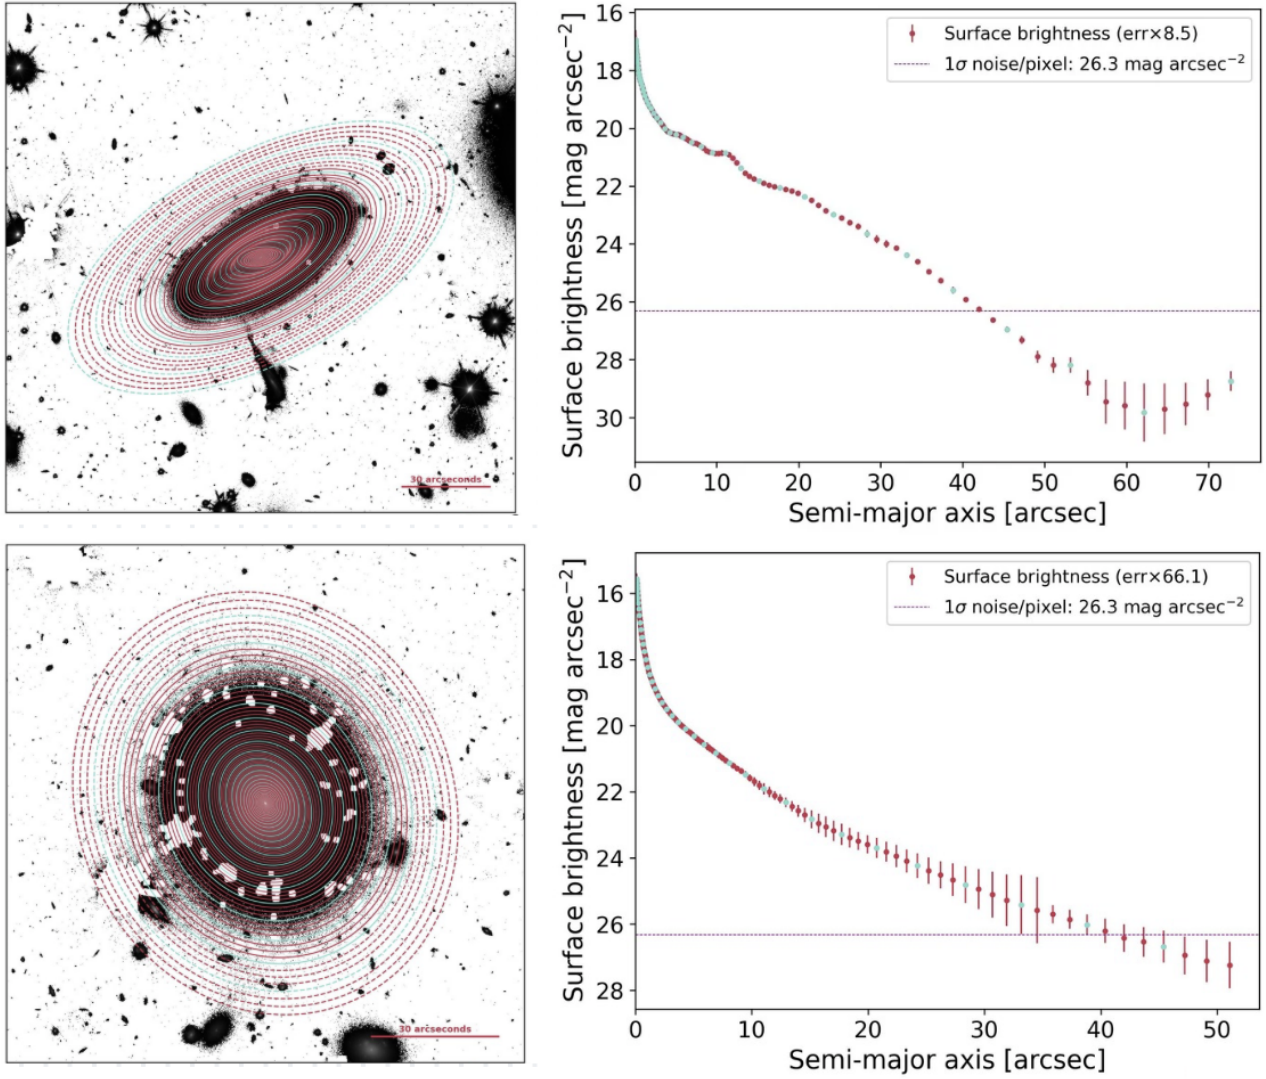 30 arcseconds
16
18
20
22
24
26
28
30
Surface brightness [mag arcsec⁻²]
Surface brightness (err×8.5)
1σ noise/pixel: 26.3 mag arcsec⁻²
0 10 20 30 40 50 60 70
Semi-major axis [arcsec]
30 arcseconds
16
18
20
22
24
26
28
Surface brightness [mag arcsec⁻²]
Surface brightness (err×66.1)
1σ noise/pixel: 26.3 mag arcsec⁻²
0 10 20 30 40 50
Semi-major axis [arcsec]